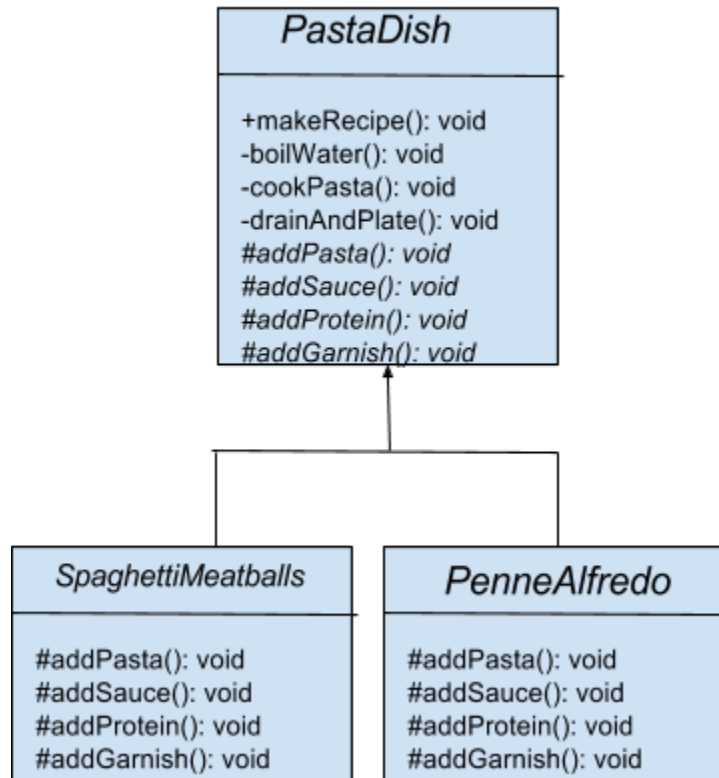 PastaDish
+makeRecipe(): void
-boilWater(): void
-cookPasta(): void
-drainAndPlate(): void
#addPasta(): void
#addSauce(): void
#addProtein(): void
#addGarnish(): void
SpaghettiMeatballs
#addPasta(): void
#addSauce(): void
#addProtein(): void
#addGarnish(): void
PenneAlfredo
#addPasta(): void
#addSauce(): void
#addProtein(): void
#addGarnish(): void